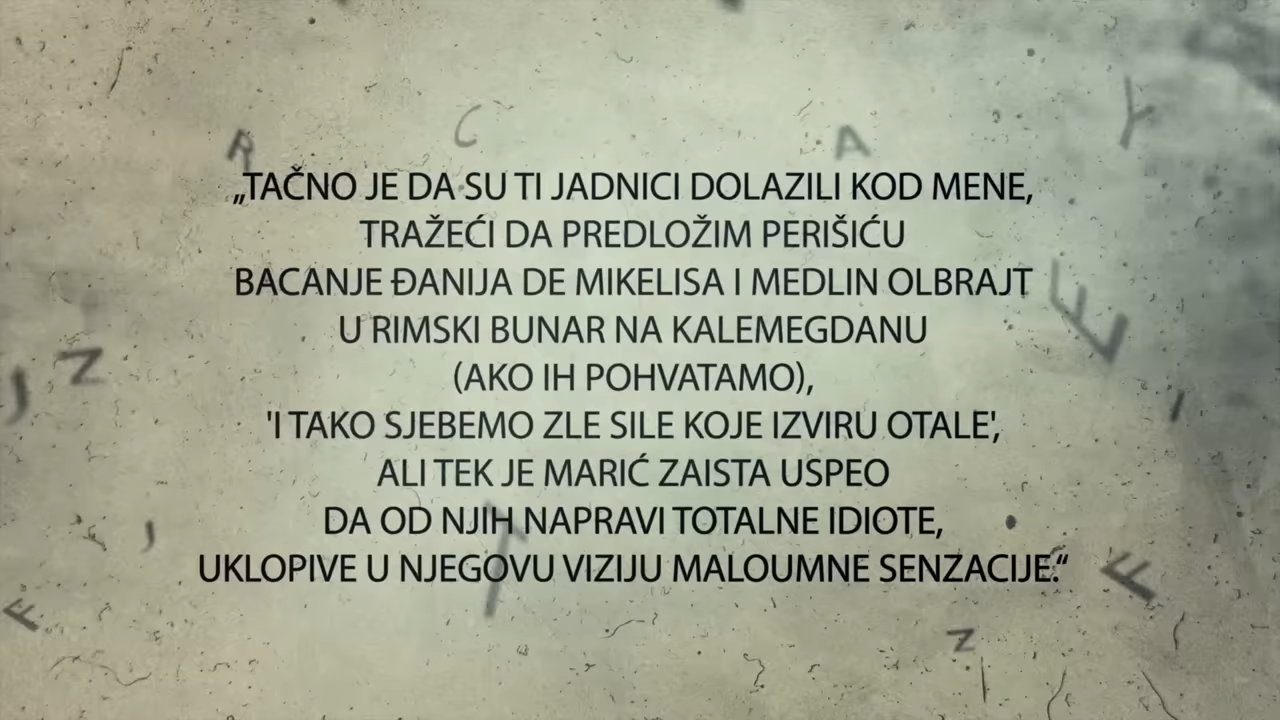 „TAČNO JE DA SU TI JADNICI DOLAZILI KOD MENE,
TRAŽEĆI DA PREDLOŽIM PERIŠIĆU
BACANJE ĐANIJA DE MIKELISA I MEDLIN OLBRAJT
U RIMSKI BUNAR NA KALEMEGDANU
(AKO IH POHVATAMO),
'I TAKO SJEBEMO ZLE SILE KOJE IZVIRU OTALE',
ALI TEK JE MARIĆ ZAISTA USPEO
DA OD NJIH NAPRAVI TOTALNE IDIOTE,
UKLOPIVE U NJEGOVU VIZIJU MALOUMNE SENZACIJE.“